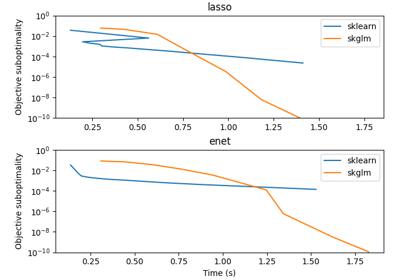 lasso
Objective suboptimality
10⁰
10⁻²
10⁻⁴
10⁻⁶
10⁻⁸
10⁻¹⁰
sklearn
skglm
0.25 0.50 0.75 1.00 1.25 1.50 1.75
enet
Objective suboptimality
10⁰
10⁻²
10⁻⁴
10⁻⁶
10⁻⁸
10⁻¹⁰
sklearn
skglm
0.25 0.50 0.75 1.00 1.25 1.50 1.75
Time (s)